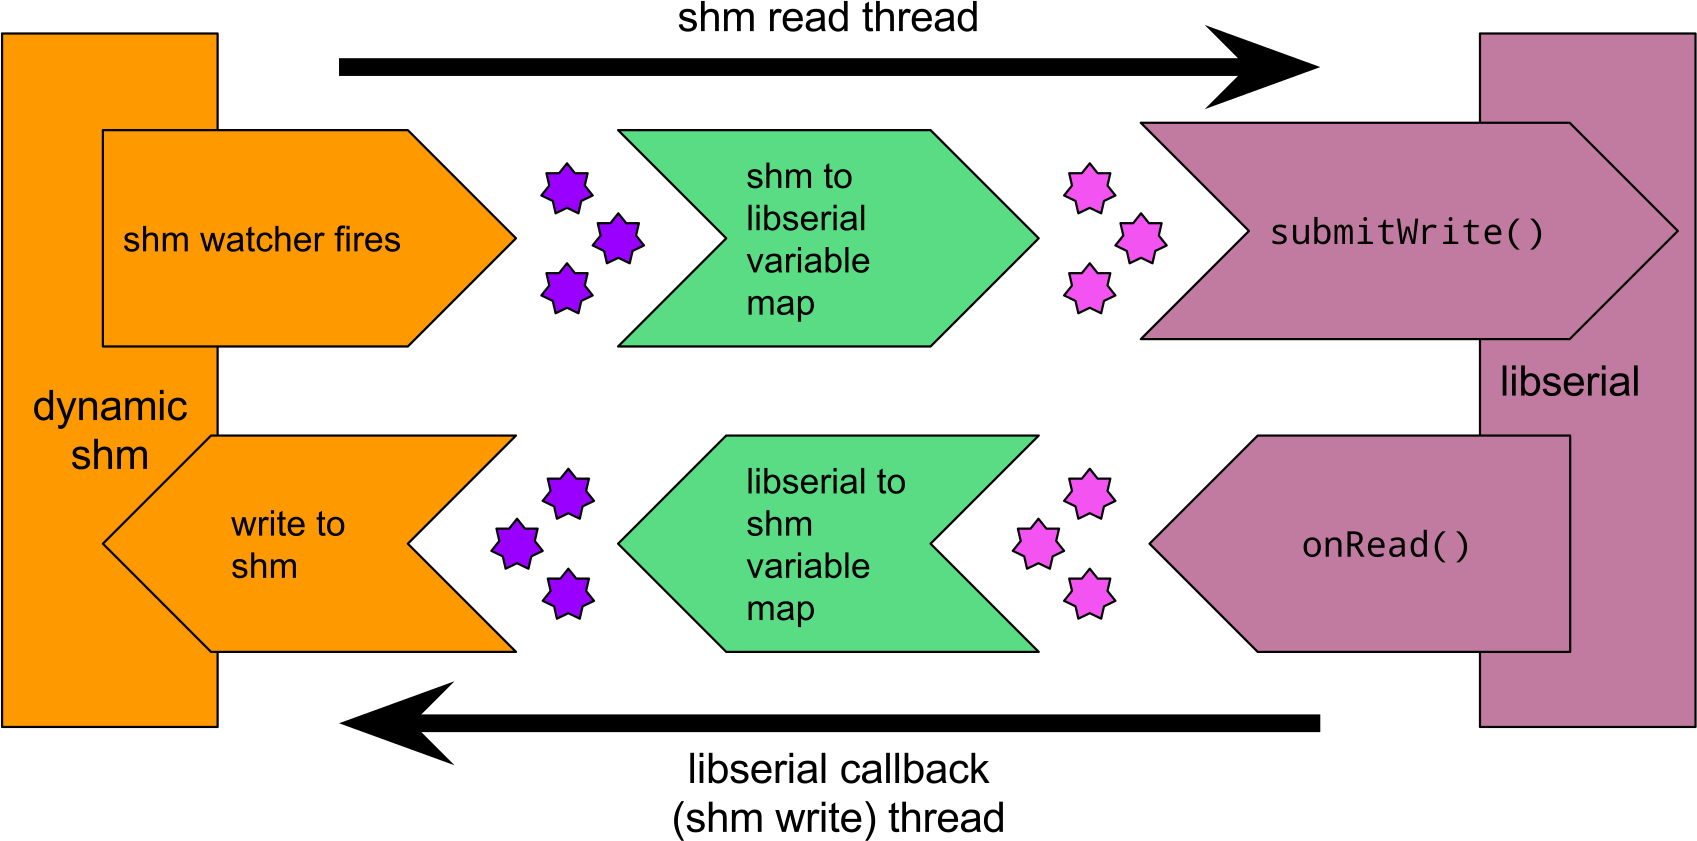 shm read thread
shm watcher fires
shm to
libserial
variable
map
submitWrite()
dynamic
shm
libserial
write to
shm
libserial to
shm
variable
map
onRead()
libserial callback
(shm write) thread